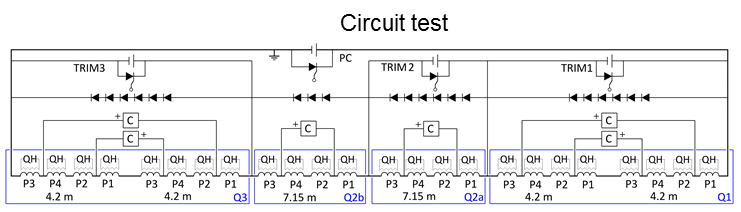 Circuit test
PC
TRIM3
TRIM2
TRIM1
+ C
C +
+ C
+ C
+ C
C +
QH QH QH QH QH QH QH QH QH QH QH QH QH QH QH QH QH QH QH QH QH QH QH QH
P3 P4 P2 P1 P3 P4 P2 P1 P3 P4 P2 P1 P3 P4 P2 P1 P3 P4 P2 P1 P3 P4 P2 P1
4.2 m 4.2 m Q3 7.15 m Q2b 7.15 m Q2a 4.2 m 4.2 m Q1